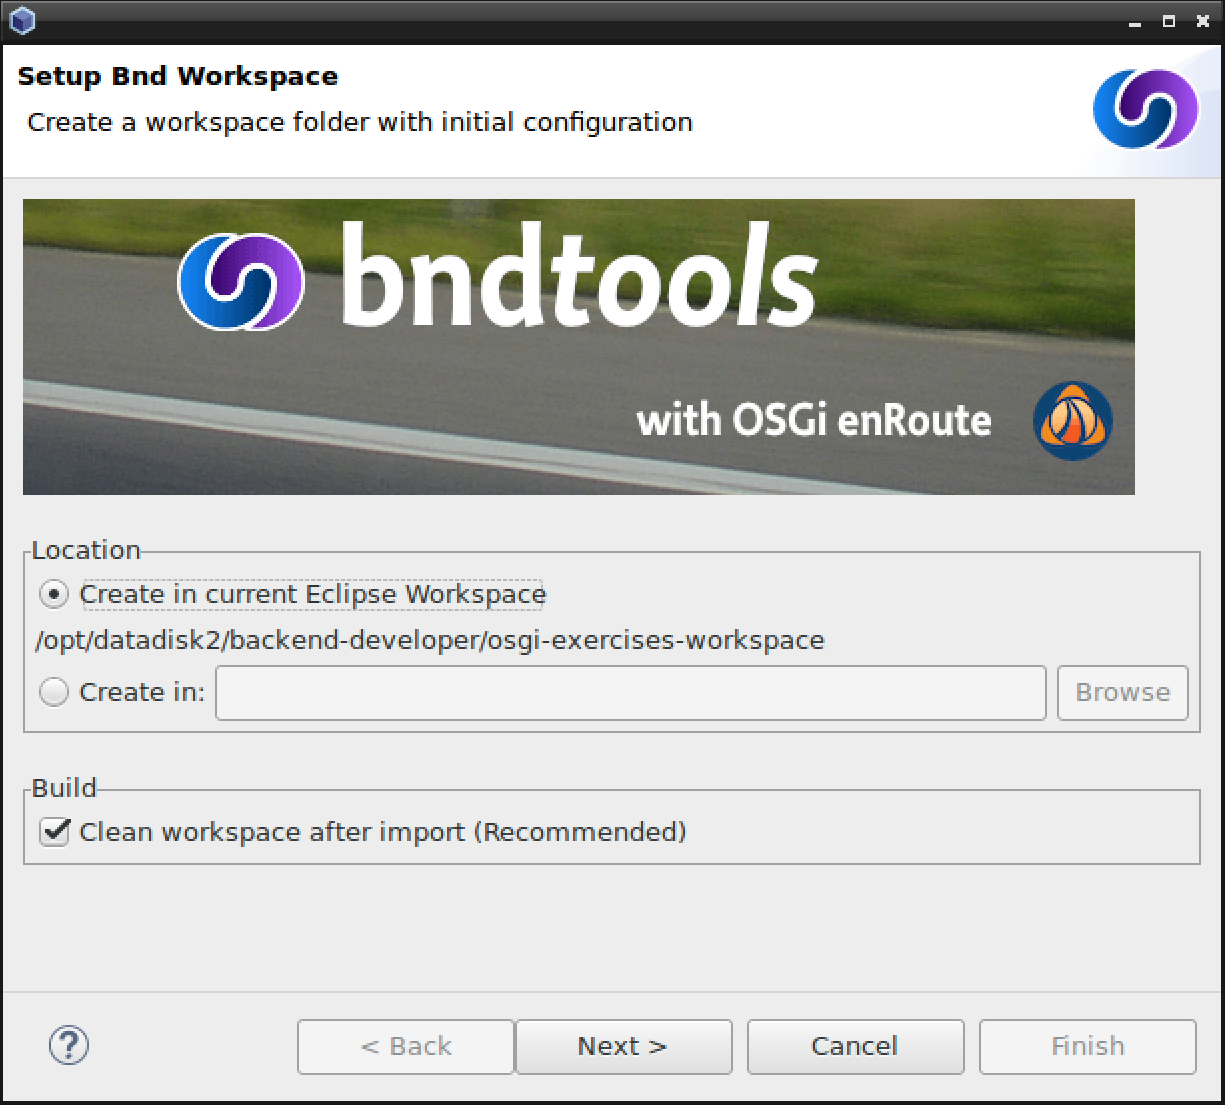 Setup Bnd Workspace
Create a workspace folder with initial configuration
bndtools
with OSGi enRoute
Location
Create in current Eclipse Workspace
/opt/datadisk2/backend-developer/osgi-exercises-workspace
Create in: Browse
Build
Clean workspace after import (Recommended)
? < Back Next > Cancel Finish